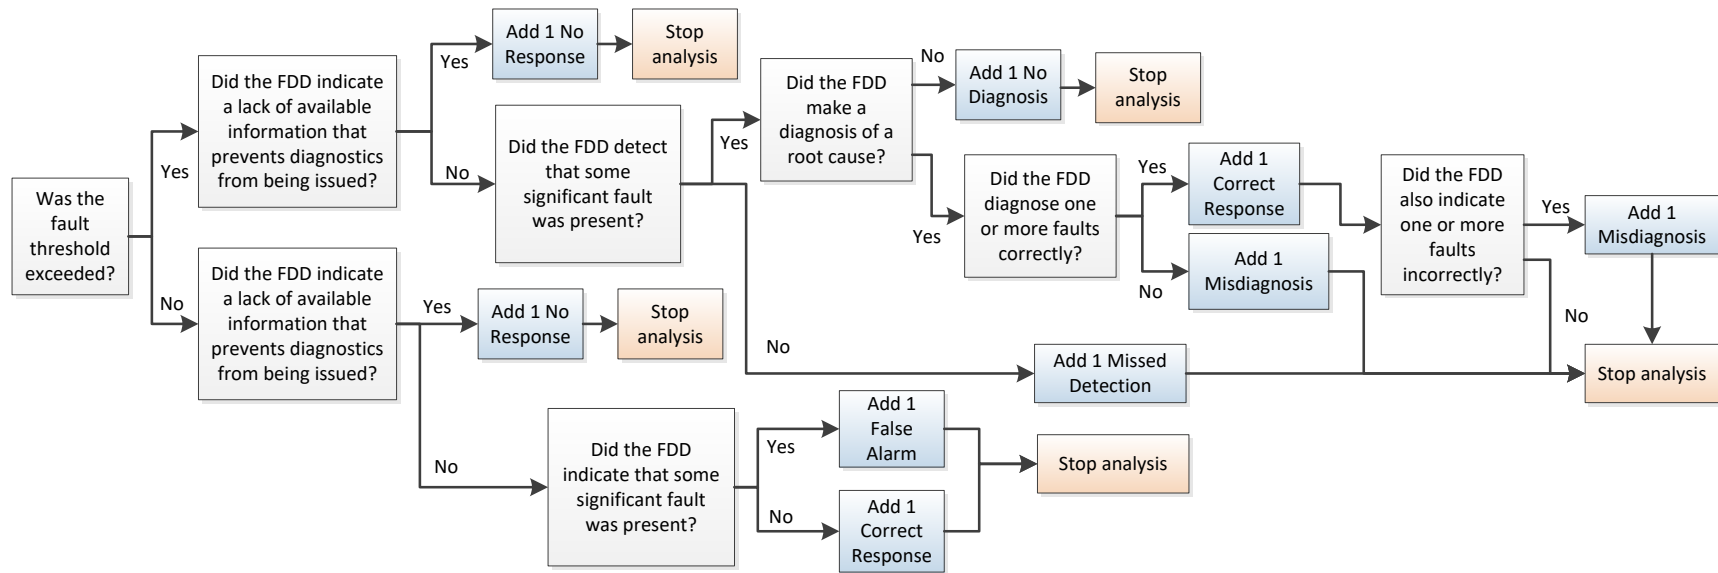 Was the
fault
threshold
exceeded?
Yes
No
Did the FDD indicate
a lack of available
information that
prevents diagnostics
from being issued?
Yes
No
Add 1 No
Response
Stop
analysis
Did the FDD detect
that some
significant fault
was present?
Yes
No
Did the FDD
make a
diagnosis of a
root cause?
No
Yes
Add 1 No
Diagnosis
Stop
analysis
Did the FDD
diagnose one
or more faults
correctly?
Yes
No
Add 1
Correct
Response
Add 1
Misdiagnosis
Did the FDD
also indicate
one or more
faults
incorrectly?
Yes
No
Add 1
Misdiagnosis
Add 1 Missed
Detection
Stop analysis
Did the FDD indicate
a lack of available
information that
prevents diagnostics
from being issued?
Yes
No
Add 1 No
Response
Stop
analysis
Did the FDD
indicate that some
significant fault
was present?
Yes
No
Add 1
False
Alarm
Add 1
Correct
Response
Stop analysis